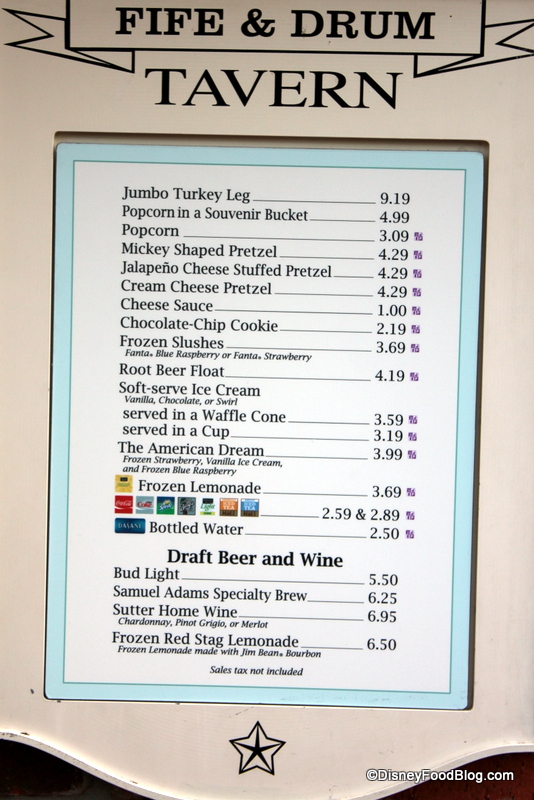 FIFE & DRUM
TAVERN
Jumbo Turkey Leg 9.19
Popcorn in a Souvenir Bucket 4.99
Popcorn 3.09
Mickey Shaped Pretzel 4.29
Jalapeño Cheese Stuffed Pretzel 4.29
Cream Cheese Pretzel 4.29
Cheese Sauce 1.00
Chocolate-Chip Cookie 2.19
Frozen Slushes 3.69
Fanta® Blue Raspberry or Fanta® Strawberry
Root Beer Float 4.19
Soft-serve Ice Cream
Vanilla, Chocolate, or Swirl
served in a Waffle Cone 3.59
served in a Cup 3.19
The American Dream 3.99
Frozen Strawberry, Vanilla Ice Cream,
and Frozen Blue Raspberry
Frozen Lemonade 3.69
Coca-Cola Sprite 2.59 & 2.89
DASANI Bottled Water 2.50
Draft Beer and Wine
Bud Light 5.50
Samuel Adams Specialty Brew 6.25
Sutter Home Wine 6.95
Chardonnay, Pinot Grigio, or Merlot
Frozen Red Stag Lemonade 6.50
Frozen Lemonade made with Jim Bean® Bourbon
Sales tax not included
©DisneyFoodBlog.com